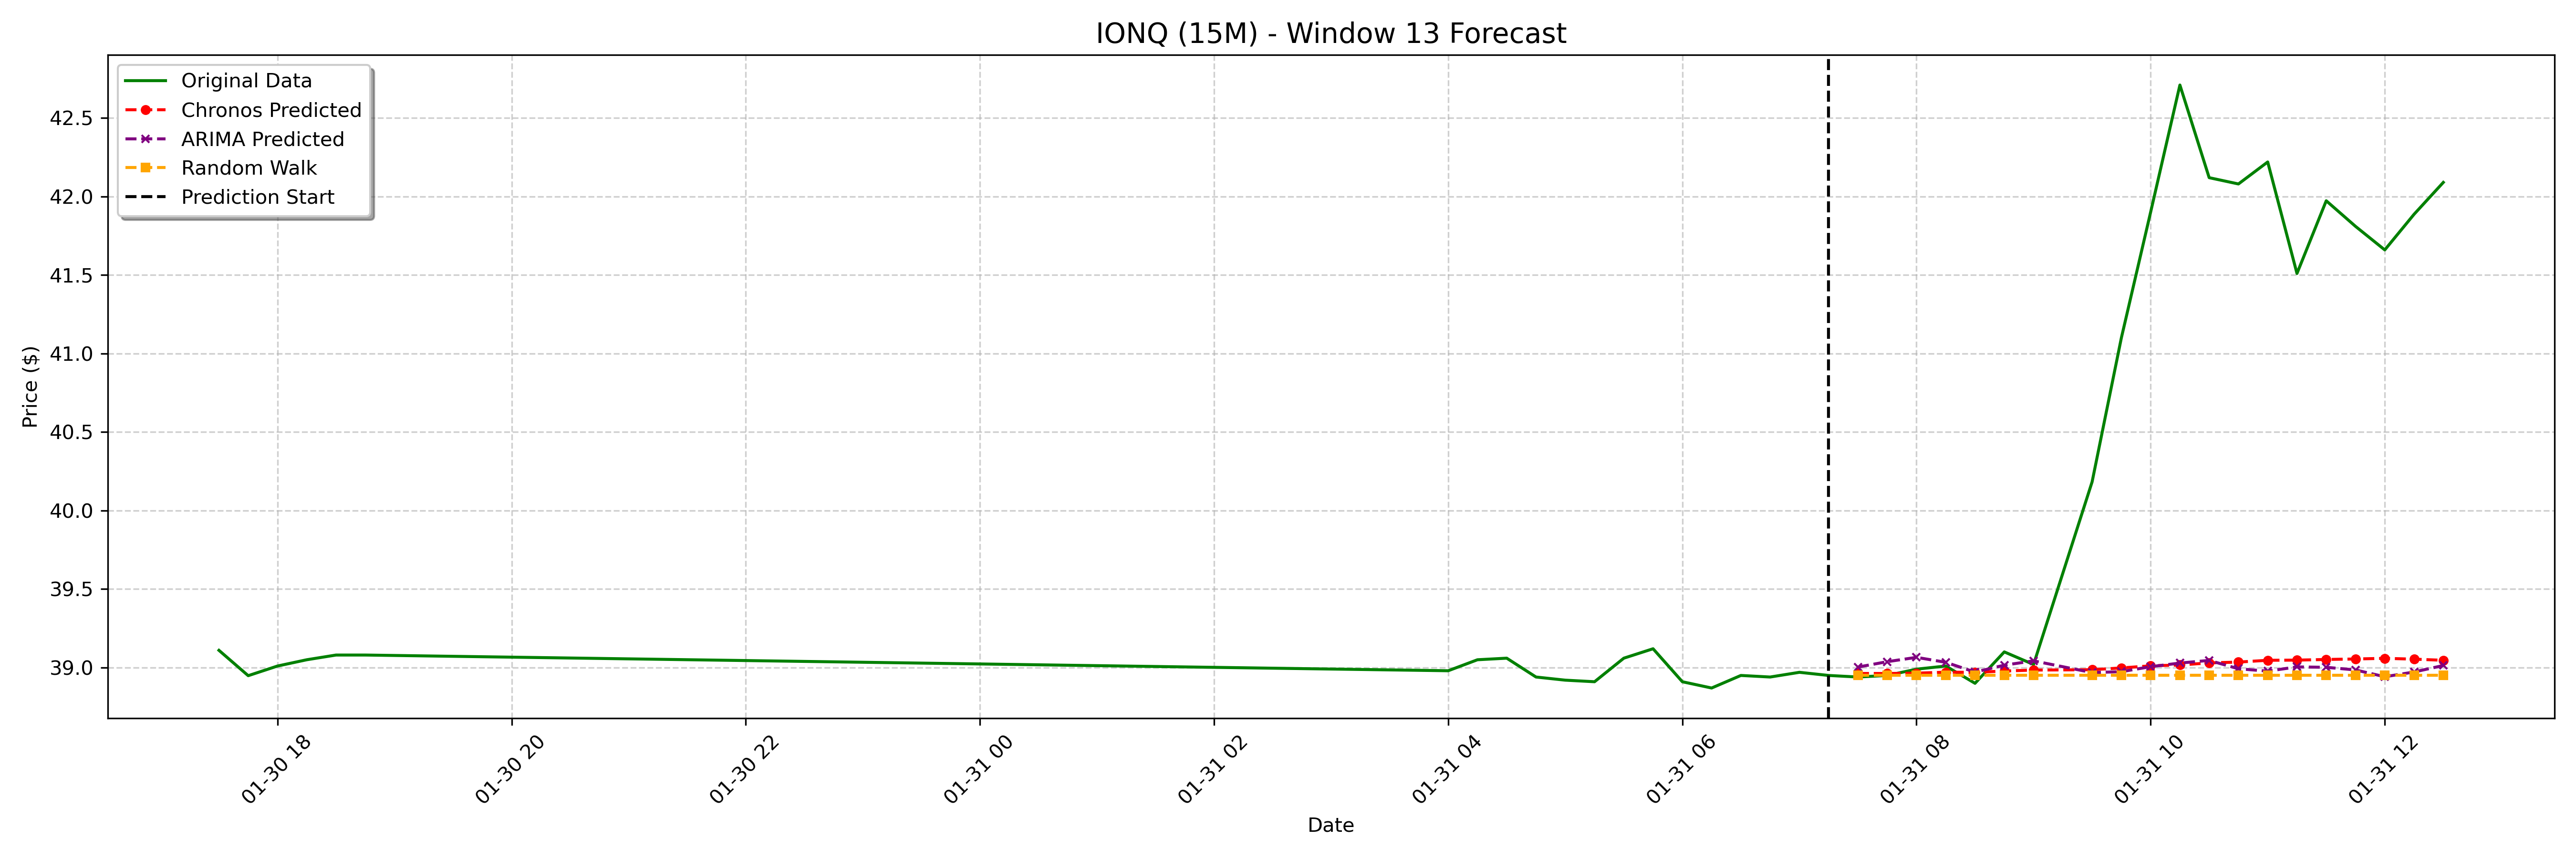 IONQ (15M) - Window 13 Forecast
Original Data
Chronos Predicted
ARIMA Predicted
Random Walk
Prediction Start
Price ($)
42.5
42.0
41.5
41.0
40.5
40.0
39.5
39.0
01-30 18
01-30 20
01-30 22
01-31 00
01-31 02
01-31 04
01-31 06
01-31 08
01-31 10
01-31 12
Date